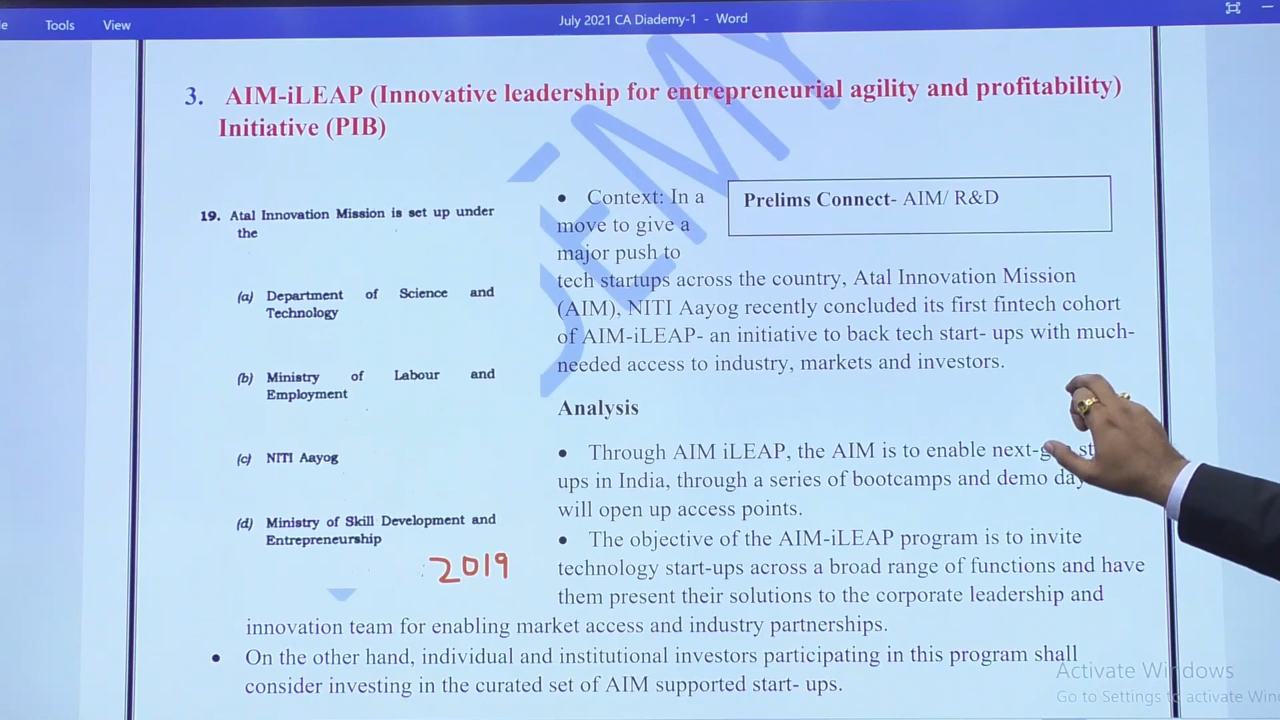 Tools View
July 2021 CA Diademy-1 - Word
3. AIM-iLEAP (Innovative leadership for entrepreneurial agility and profitability)
Initiative (PIB)
19. Atal Innovation Mission is set up under
the
(a) Department of Science and
Technology
(b) Ministry of Labour and
Employment
(c) NITI Aayog
(d) Ministry of Skill Development and
Entrepreneurship
2019
• Context: In a
move to give a
major push to
Prelims Connect- AIM/ R&D
tech startups across the country, Atal Innovation Mission
(AIM), NITI Aayog recently concluded its first fintech cohort
of AIM-iLEAP- an initiative to back tech start- ups with much-
needed access to industry, markets and investors.
Analysis
• Through AIM iLEAP, the AIM is to enable
ups in India, through a series of bootcamps and demo
will open up access points.
• The objective of the AIM-iLEAP program is to invite
technology start-ups across a broad range of functions and have
them present their solutions to the corporate leadership and
innovation team for enabling market access and industry partnerships.
• On the other hand, individual and institutional investors participating in this program shall
consider investing in the curated set of AIM supported start- ups.
Activate Windows
Go to Settings activate